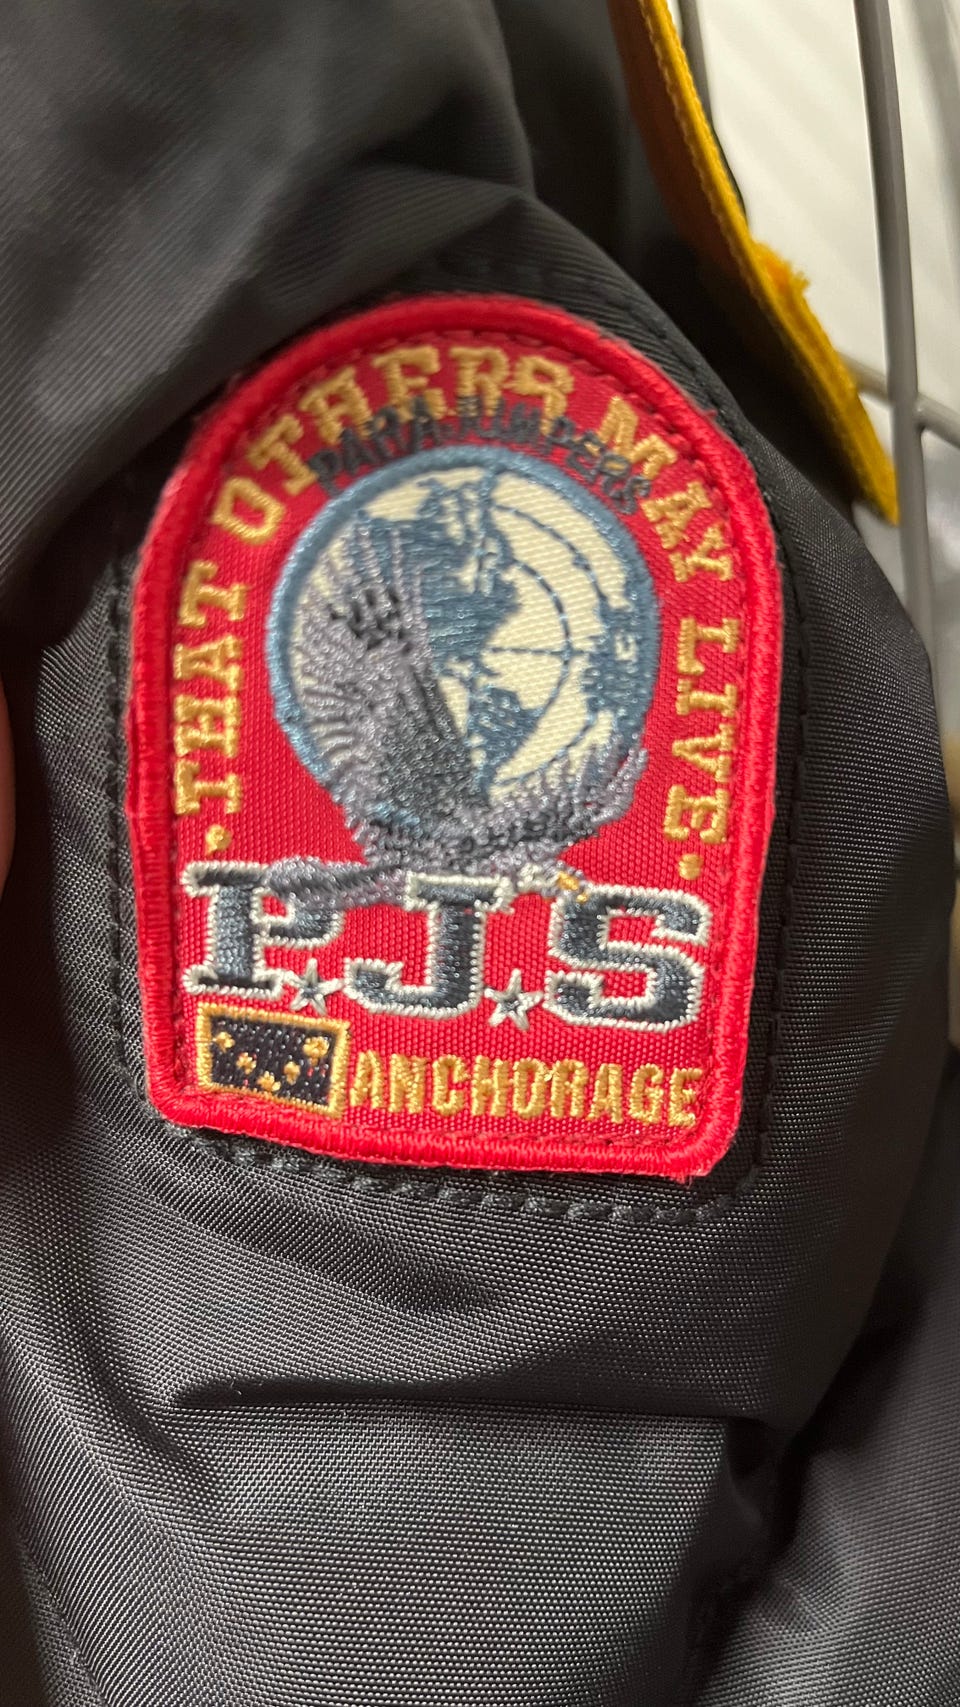 · THAT OTHERS MAY LIVE ·
PARAJUMPERS
P.J.S
ANCHORAGE